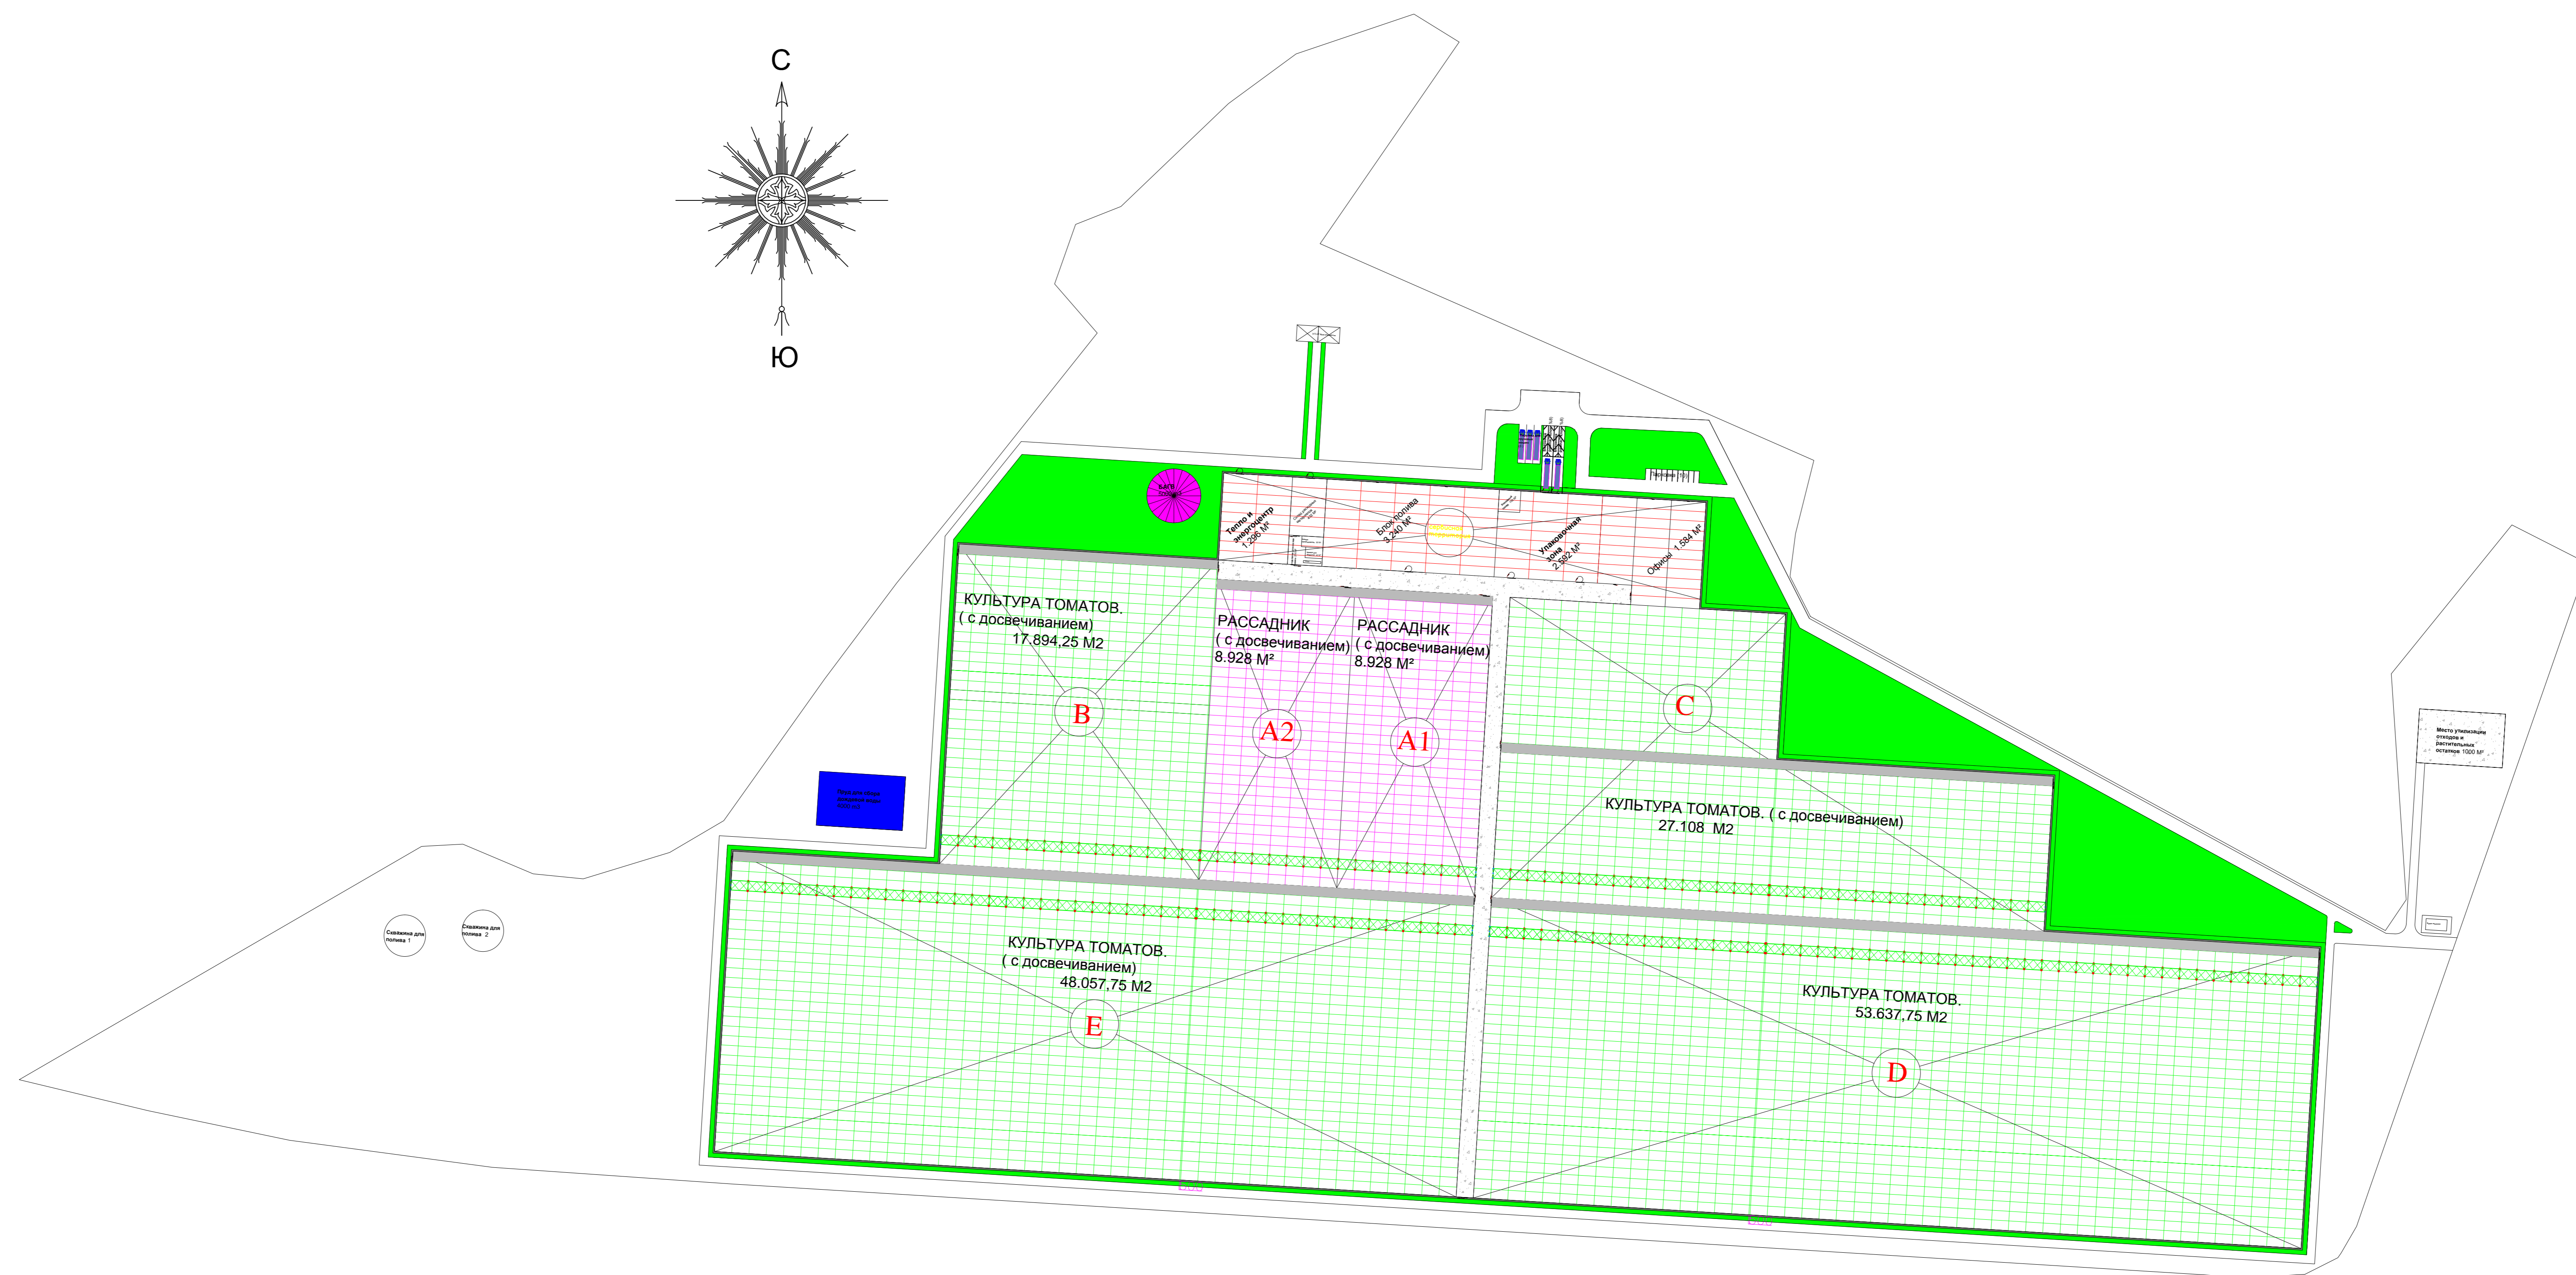 С
Ю
Парковка
БАГВ
Тепло и
энергоцентр
1.296 М²
Блок полива
3.240 М²
Упаковочная
зона
2.592 М²
Офисы 1.584 М²
КУЛЬТУРА ТОМАТОВ.
( с досвечиванием)
17.894,25 М2
B
РАССАДНИК
( с досвечиванием)
8.928 М²
A2
РАССАДНИК
( с досвечиванием)
8.928 М²
A1
C
КУЛЬТУРА ТОМАТОВ. ( с досвечиванием)
27.108 М2
Место утилизации
отходов и
растительных
остатков 1000 М²
Скважина для
полива 1
Скважина для
полива 2
КУЛЬТУРА ТОМАТОВ.
( с досвечиванием)
48.057,75 М2
E
КУЛЬТУРА ТОМАТОВ.
53.637,75 М2
D